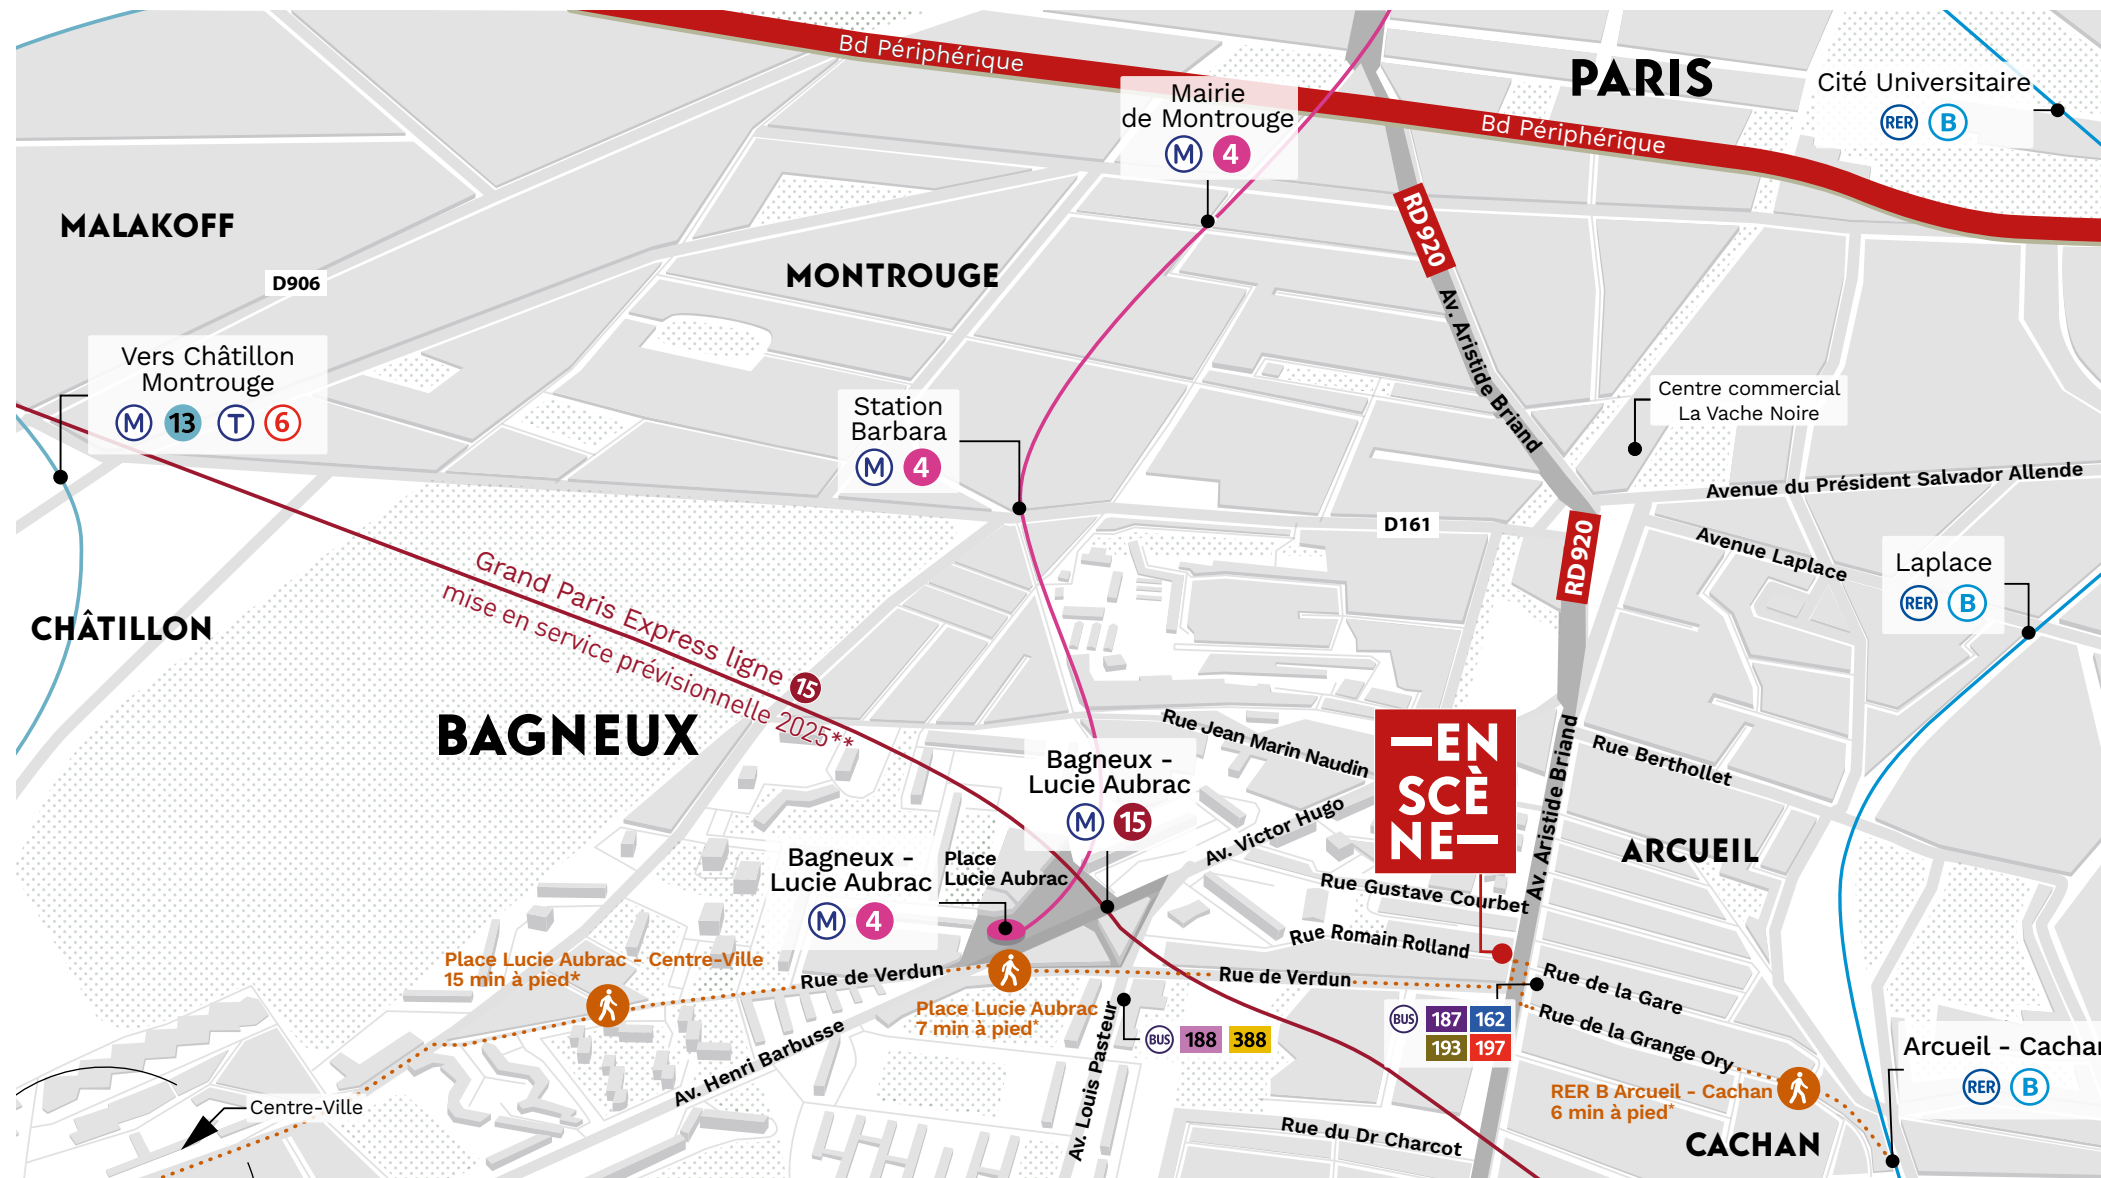 Bd Périphérique
PARIS
Cité Universitaire
RER B
Mairie
de Montrouge
M 4
Bd Périphérique
MALAKOFF
RD 920
MONTROUGE
D906
Av. Aristide Briand
Vers Châtillon
Montrouge
M 13 T 6
Station
Barbara
M 4
Centre commercial
La Vache Noire
Avenue du Président Salvador Allende
D161
RD 920
Avenue Laplace
Laplace
RER B
CHÂTILLON
Grand Paris Express ligne 15
mise en service prévisionnelle 2025**
BAGNEUX
Rue Jean Marin Naudin
EN
SCÈ
NE
Av. Aristide Briand
Rue Berthollet
Bagneux -
Lucie Aubrac
M 15
Av. Victor Hugo
ARCUEIL
Bagneux -
Lucie Aubrac
M 4
Place
Lucie Aubrac
Rue Gustave Courbet
Rue Romain Rolland
Place Lucie Aubrac - Centre-Ville
15 min à pied*
Rue de Verdun
Rue de Verdun
Rue de la Gare
Place Lucie Aubrac
7 min à pied*
BUS 187 162
193 197
Rue de la Grange Ory
BUS 188 388
Av. Henri Barbusse
Av. Louis Pasteur
Arcueil - Cachan
RER B
RER B Arcueil - Cachan
6 min à pied*
Centre-Ville
Rue du Dr Charcot
CACHAN